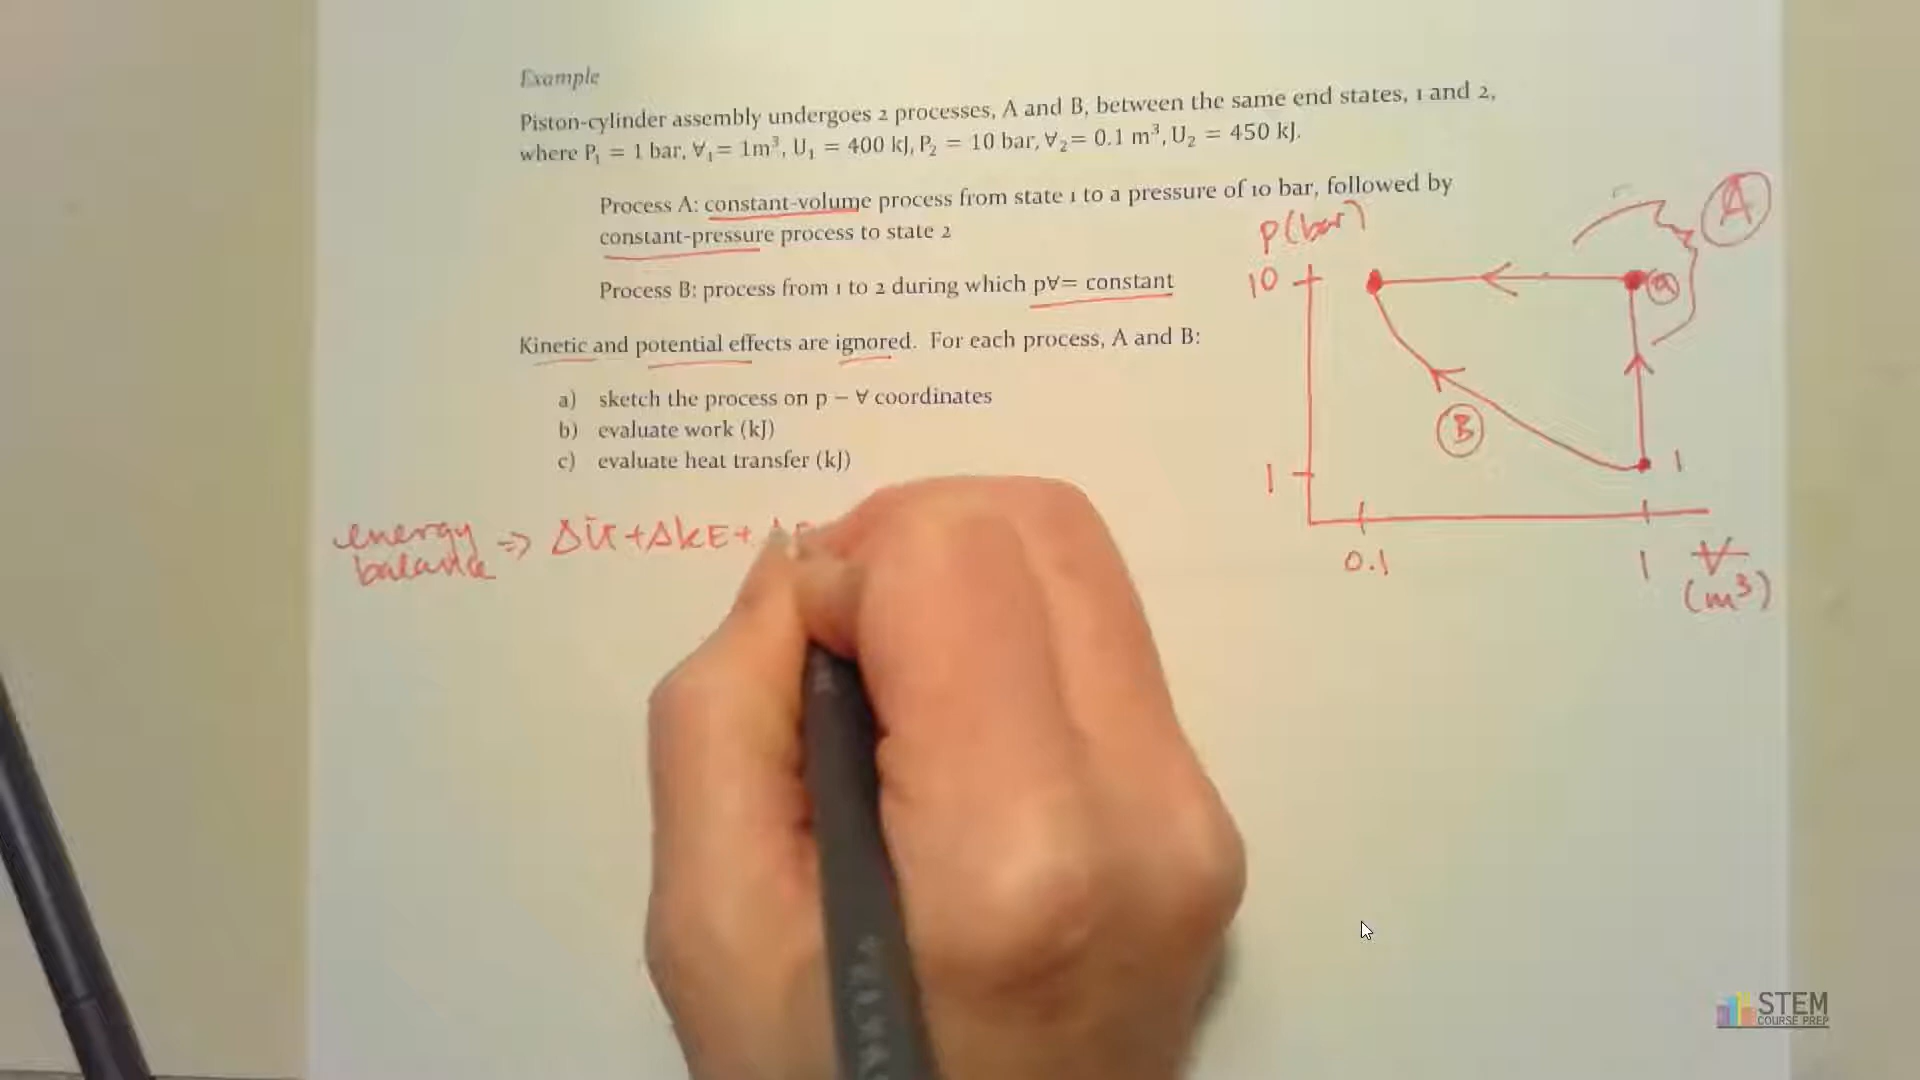 Example
Piston-cylinder assembly undergoes 2 processes, A and B, between the same end states, 1 and 2,
where P₁ = 1 bar, ∀₁= 1m³, U₁ = 400 kJ, P₂ = 10 bar, ∀₂= 0.1 m³, U₂ = 450 kJ.
Process A: constant-volume process from state 1 to a pressure of 10 bar, followed by
constant-pressure process to state 2
Process B: process from 1 to 2 during which p∀= constant
Kinetic and potential effects are ignored. For each process, A and B:
a) sketch the process on p – ∀ coordinates
b) evaluate work (kJ)
c) evaluate heat transfer (kJ)
energy
balance => ΔU+ΔKE+
A
P(bar)
10
a
B
1
1
0.1
1
V
(m³)
STEM
COURSE PREP